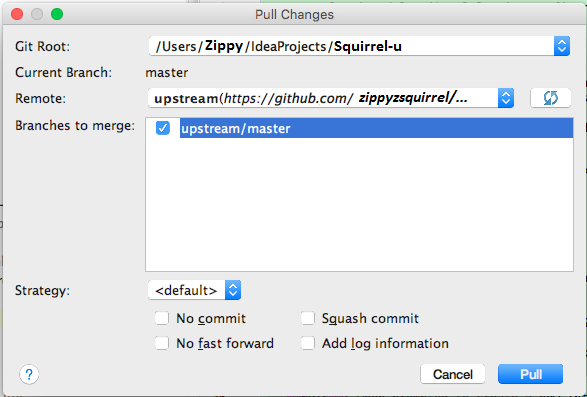 Pull Changes
Git Root: /Users/Zippy/IdeaProjects/Squirrel-u
Current Branch: master
Remote: upstream(https://github.com/ zippyzsquirrel/...
Branches to merge: upstream/master
Strategy: <default>
No commit Squash commit
No fast forward Add log information
? Cancel Pull